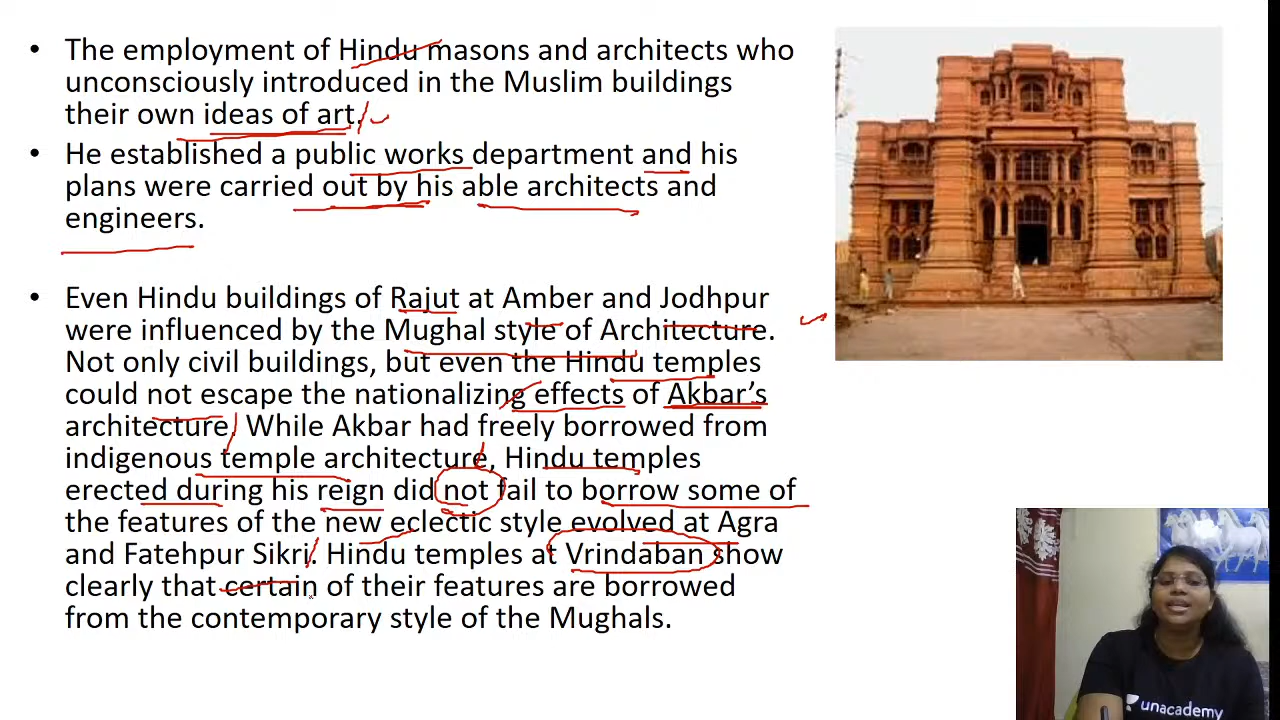 • The employment of Hindu masons and architects who
unconsciously introduced in the Muslim buildings
their own ideas of art.
• He established a public works department and his
plans were carried out by his able architects and
engineers.
• Even Hindu buildings of Rajut at Amber and Jodhpur
were influenced by the Mughal style of Architecture.
Not only civil buildings, but even the Hindu temples
could not escape the nationalizing effects of Akbar’s
architecture. While Akbar had freely borrowed from
indigenous temple architecture, Hindu temples
erected during his reign did not fail to borrow some of
the features of the new eclectic style evolved at Agra
and Fatehpur Sikri. Hindu temples at Vrindaban show
clearly that certain of their features are borrowed
from the contemporary style of the Mughals.
unacademy